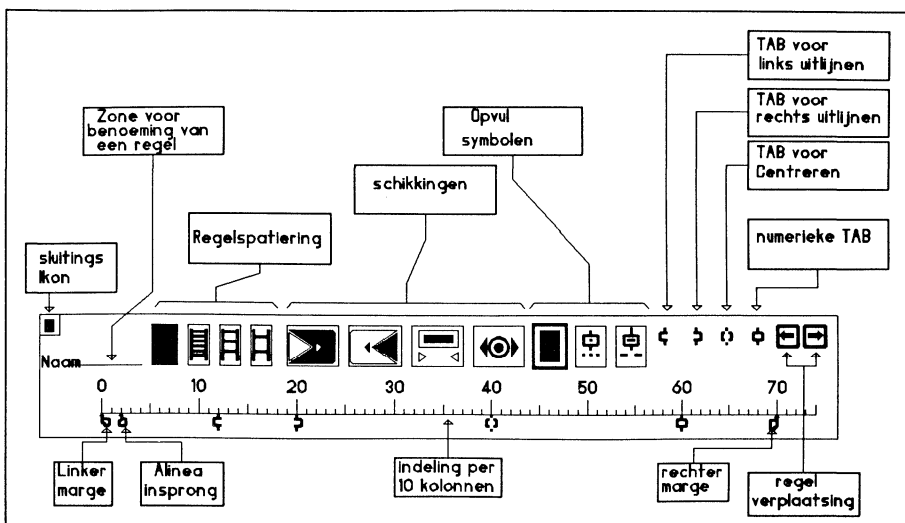 TAB voor
links uitlijnen
TAB voor
rechts uitlijnen
TAB voor
Centreren
numerieke TAB
Zone voor
benoeming van
een regel
Opvul
symbolen
schikkingen
Regelspatiering
sluitings
Ikon
Naam
0 10 20 30 40 50 60 70
Linker
marge
Alinea
insprong
Indeling per
10 kolonnen
rechter
marge
regel
verplaatsing